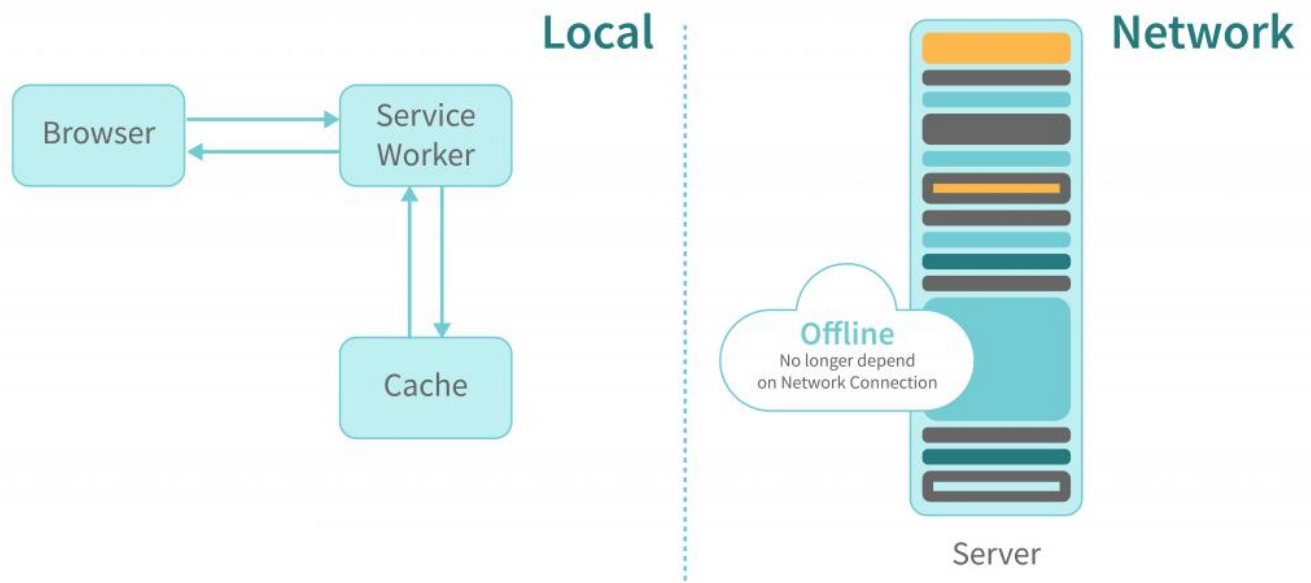 Local
Network
Browser
Service
Worker
Cache
Offline
No longer depend
on Network Connection
Server